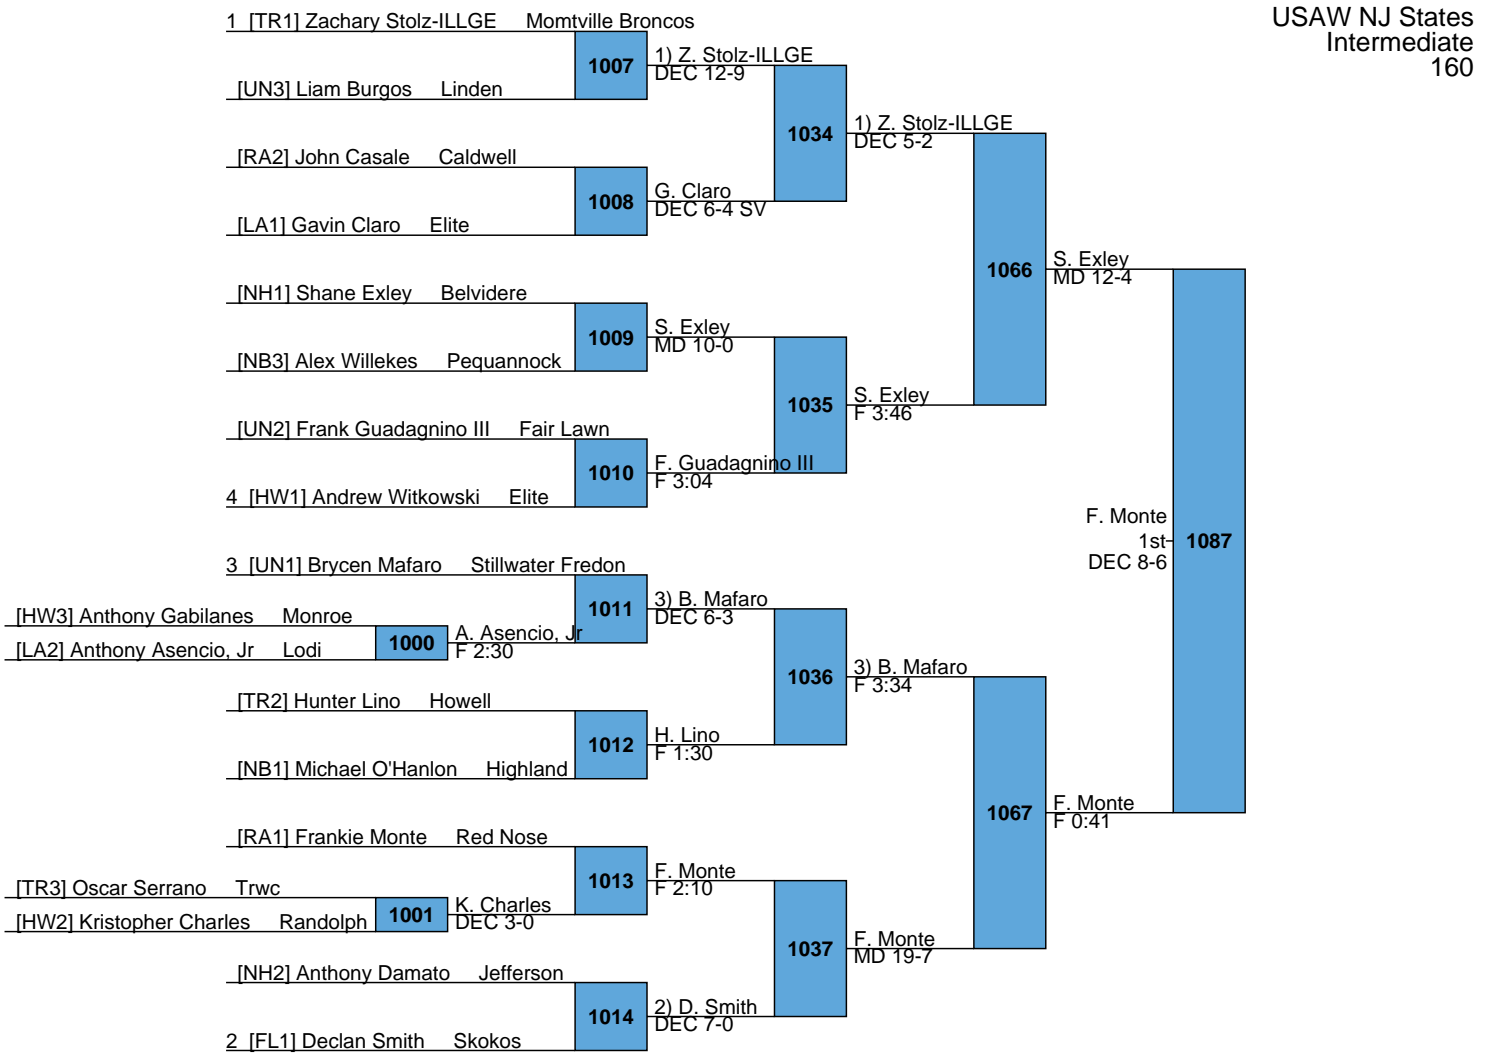 USAW NJ States
Intermediate
160
1 [TR1] Zachary Stolz-ILLGE Momtville Broncos
1007
1) Z. Stolz-ILLGE
DEC 12-9
[UN3] Liam Burgos Linden
1034
1) Z. Stolz-ILLGE
DEC 5-2
[RA2] John Casale Caldwell
1008
G. Claro
DEC 6-4 SV
[LA1] Gavin Claro Elite
1066
S. Exley
MD 12-4
[NH1] Shane Exley Belvidere
1009
S. Exley
MD 10-0
[NB3] Alex Willekes Pequannock
1035
S. Exley
F 3:46
[UN2] Frank Guadagnino III Fair Lawn
1010
F. Guadagnino III
F 3:04
4 [HW1] Andrew Witkowski Elite
F. Monte
1st
DEC 8-6
1087
3 [UN1] Brycen Mafaro Stillwater Fredon
1011
3) B. Mafaro
DEC 6-3
[HW3] Anthony Gabilanes Monroe
1000
A. Asencio, Jr
F 2:30
[LA2] Anthony Asencio, Jr Lodi
1036
3) B. Mafaro
F 3:34
[TR2] Hunter Lino Howell
1012
H. Lino
F 1:30
[NB1] Michael O'Hanlon Highland
1067
F. Monte
F 0:41
[RA1] Frankie Monte Red Nose
1013
F. Monte
F 2:10
[TR3] Oscar Serrano Trwc
1001
K. Charles
DEC 3-0
[HW2] Kristopher Charles Randolph
1037
F. Monte
MD 19-7
[NH2] Anthony Damato Jefferson
1014
2) D. Smith
DEC 7-0
2 [FL1] Declan Smith Skokos